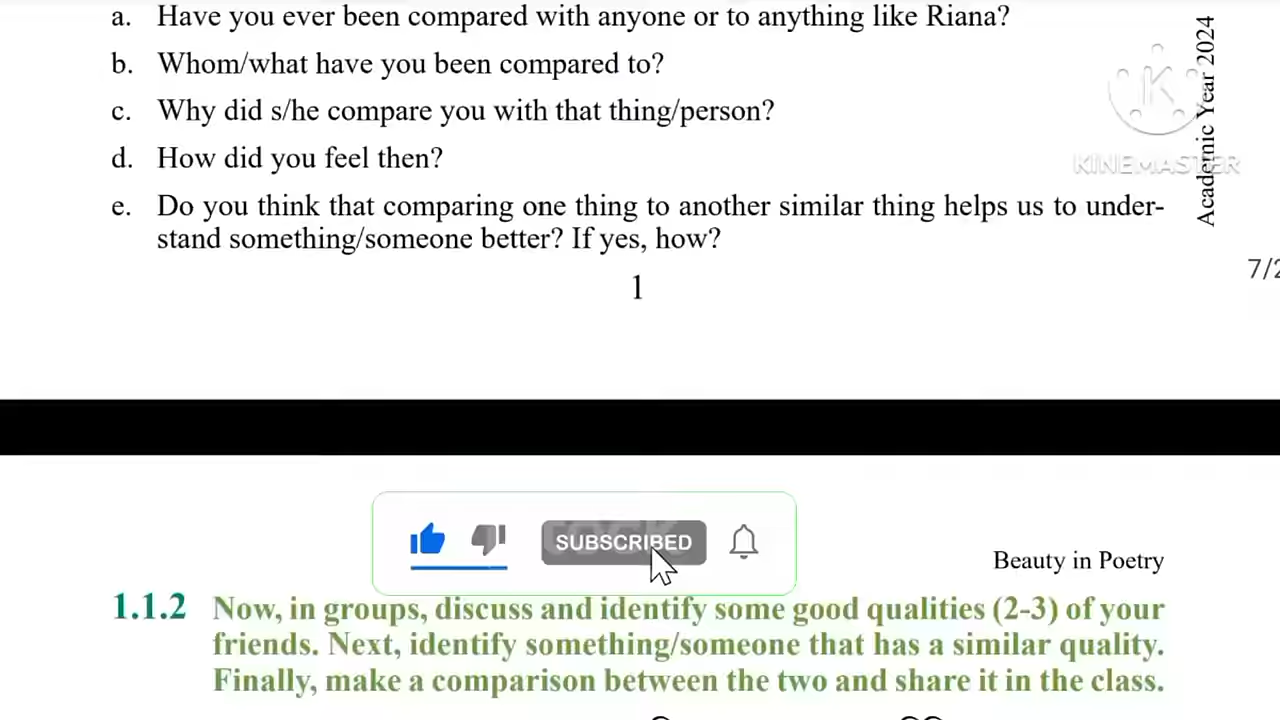 a. Have you ever been compared with anyone or to anything like Riana?
b. Whom/what have you been compared to?
c. Why did s/he compare you with that thing/person?
d. How did you feel then?
e. Do you think that comparing one thing to another similar thing helps us to under-
stand something/someone better? If yes, how?
1
Academic Year 2024
K
KINEMASTER
7/2
SUBSCRIBED
Beauty in Poetry
1.1.2 Now, in groups, discuss and identify some good qualities (2-3) of your
friends. Next, identify something/someone that has a similar quality.
Finally, make a comparison between the two and share it in the class.